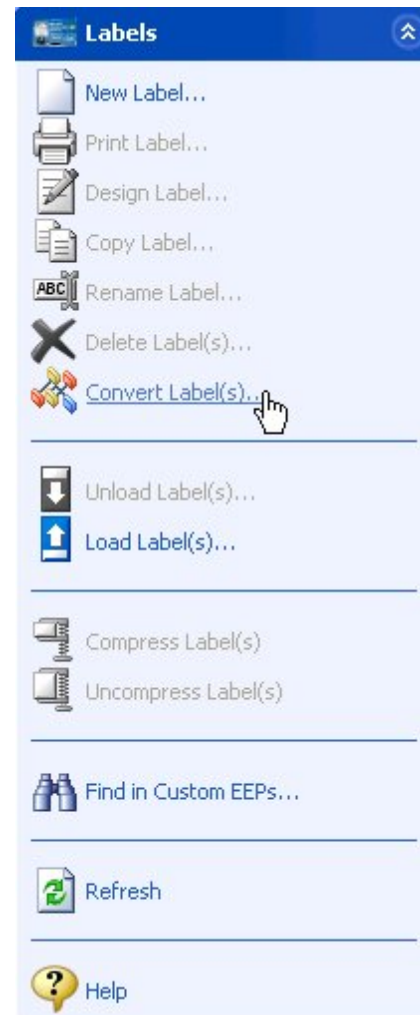 Labels
New Label...
Print Label...
Design Label...
Copy Label...
ABC Rename Label...
Delete Label(s)...
Convert Label(s)...
Unload Label(s)...
Load Label(s)...
Compress Label(s)
Uncompress Label(s)
Find in Custom EEPs...
Refresh
? Help